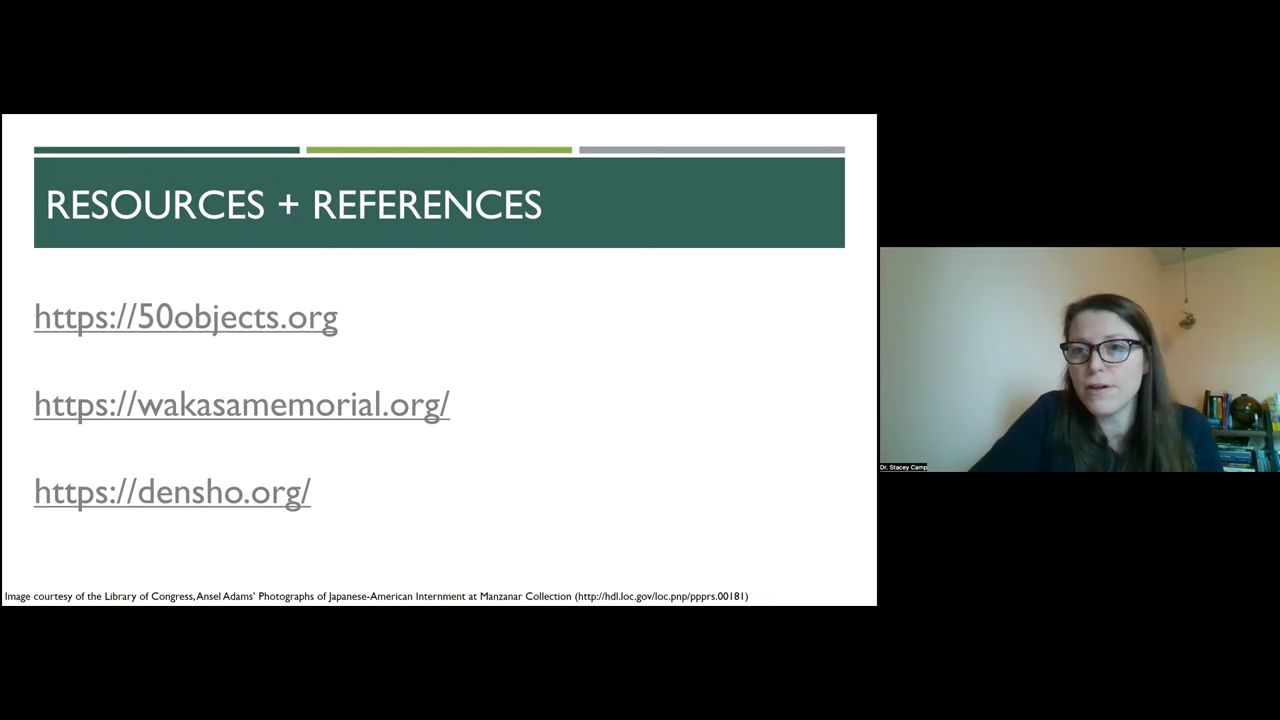 RESOURCES + REFERENCES
https://50objects.org
https://wakasamemorial.org/
https://densho.org/
Image courtesy of the Library of Congress, Ansel Adams' Photographs of Japanese-American Internment at Manzanar Collection (http://hdl.loc.gov/loc.pnp/ppprs.00181)
Dr. Stacey Camp